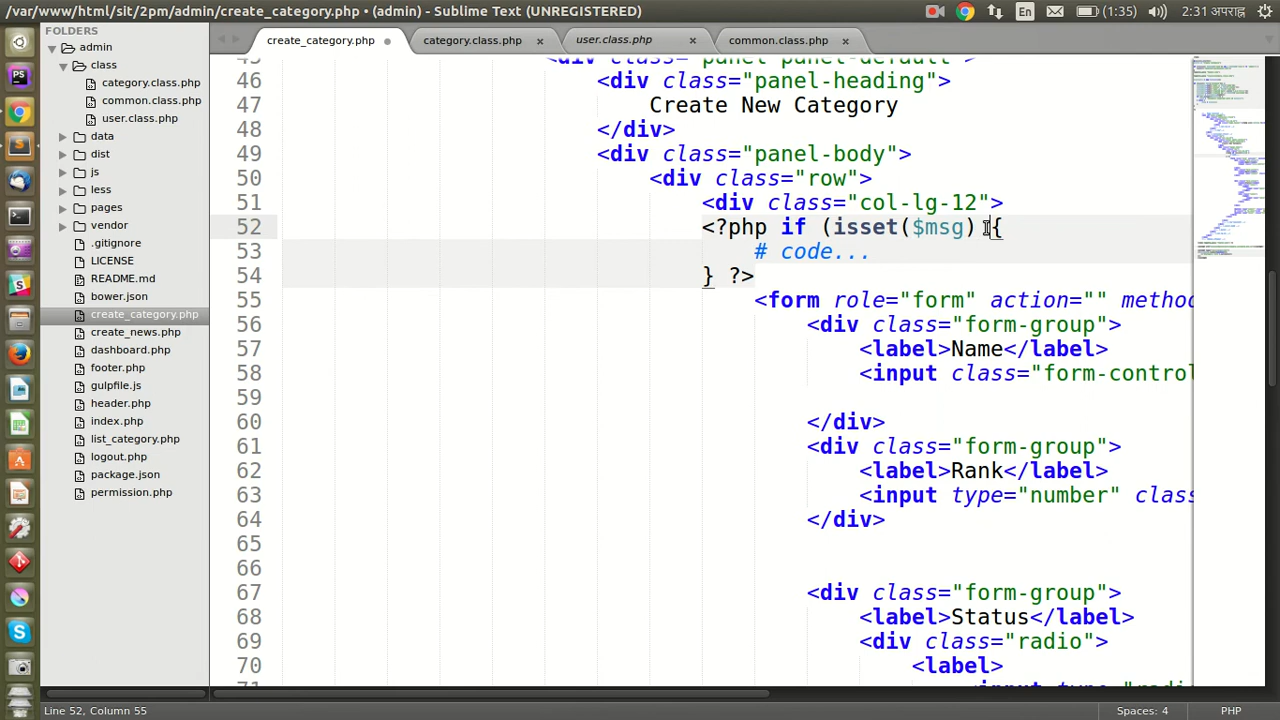 /var/www/html/sit/2pm/admin/create_category.php • (admin) - Sublime Text (UNREGISTERED)
En
(1:35)
2:31 अपराह्न
FOLDERS
admin
class
category.class.php
common.class.php
user.class.php
data
dist
js
less
pages
vendor
.gitignore
LICENSE
README.md
bower.json
create_category.php
create_news.php
dashboard.php
footer.php
gulpfile.js
header.php
index.php
list_category.php
logout.php
package.json
permission.php
create_category.php
category.class.php
user.class.php
common.class.php
45 <div class="panel panel-default">
46 <div class="panel-heading">
47 Create New Category
48 </div>
49 <div class="panel-body">
50 <div class="row">
51 <div class="col-lg-12">
52 <?php if (isset($msg) {
53 # code...
54 } ?>
55 <form role="form" action="" method
56 <div class="form-group">
57 <label>Name</label>
58 <input class="form-control
59
60 </div>
61 <div class="form-group">
62 <label>Rank</label>
63 <input type="number" class
64 </div>
65
66
67 <div class="form-group">
68 <label>Status</label>
69 <div class="radio">
70 <label>
Line 52, Column 55
Spaces: 4
PHP